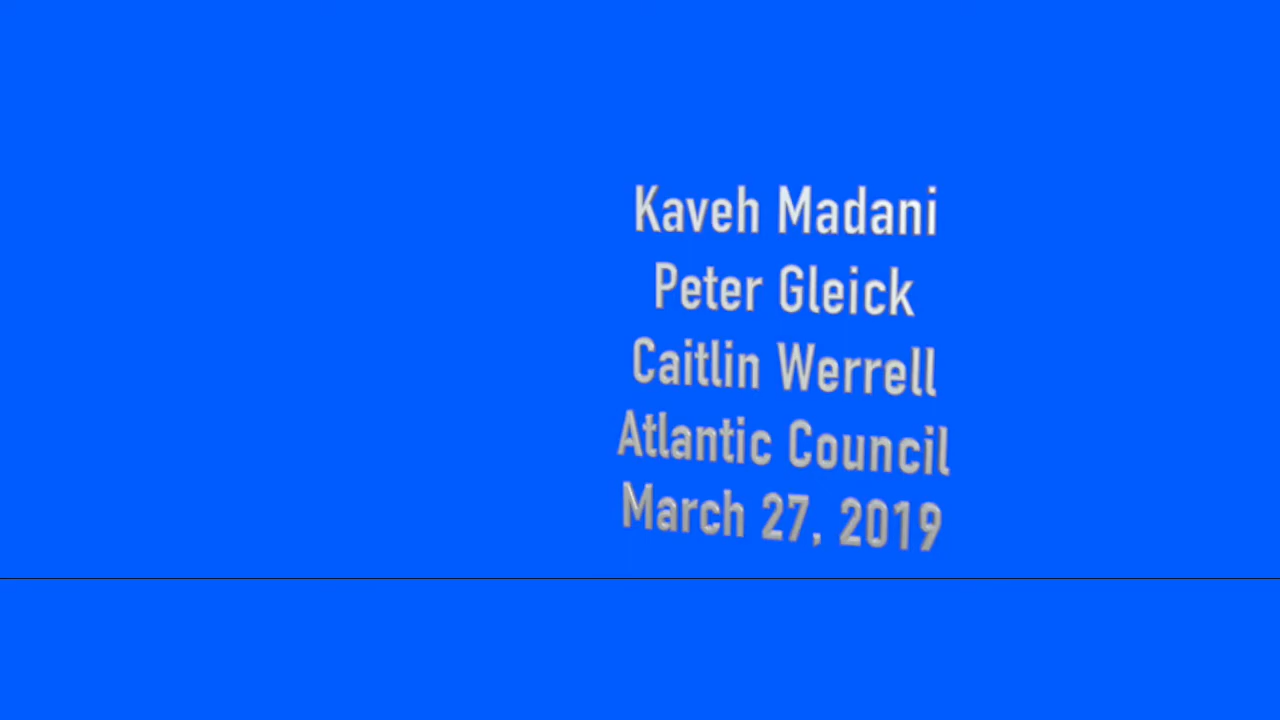 Kaveh Madani
Peter Gleick
Caitlin Werrell
Atlantic Council
March 27, 2019